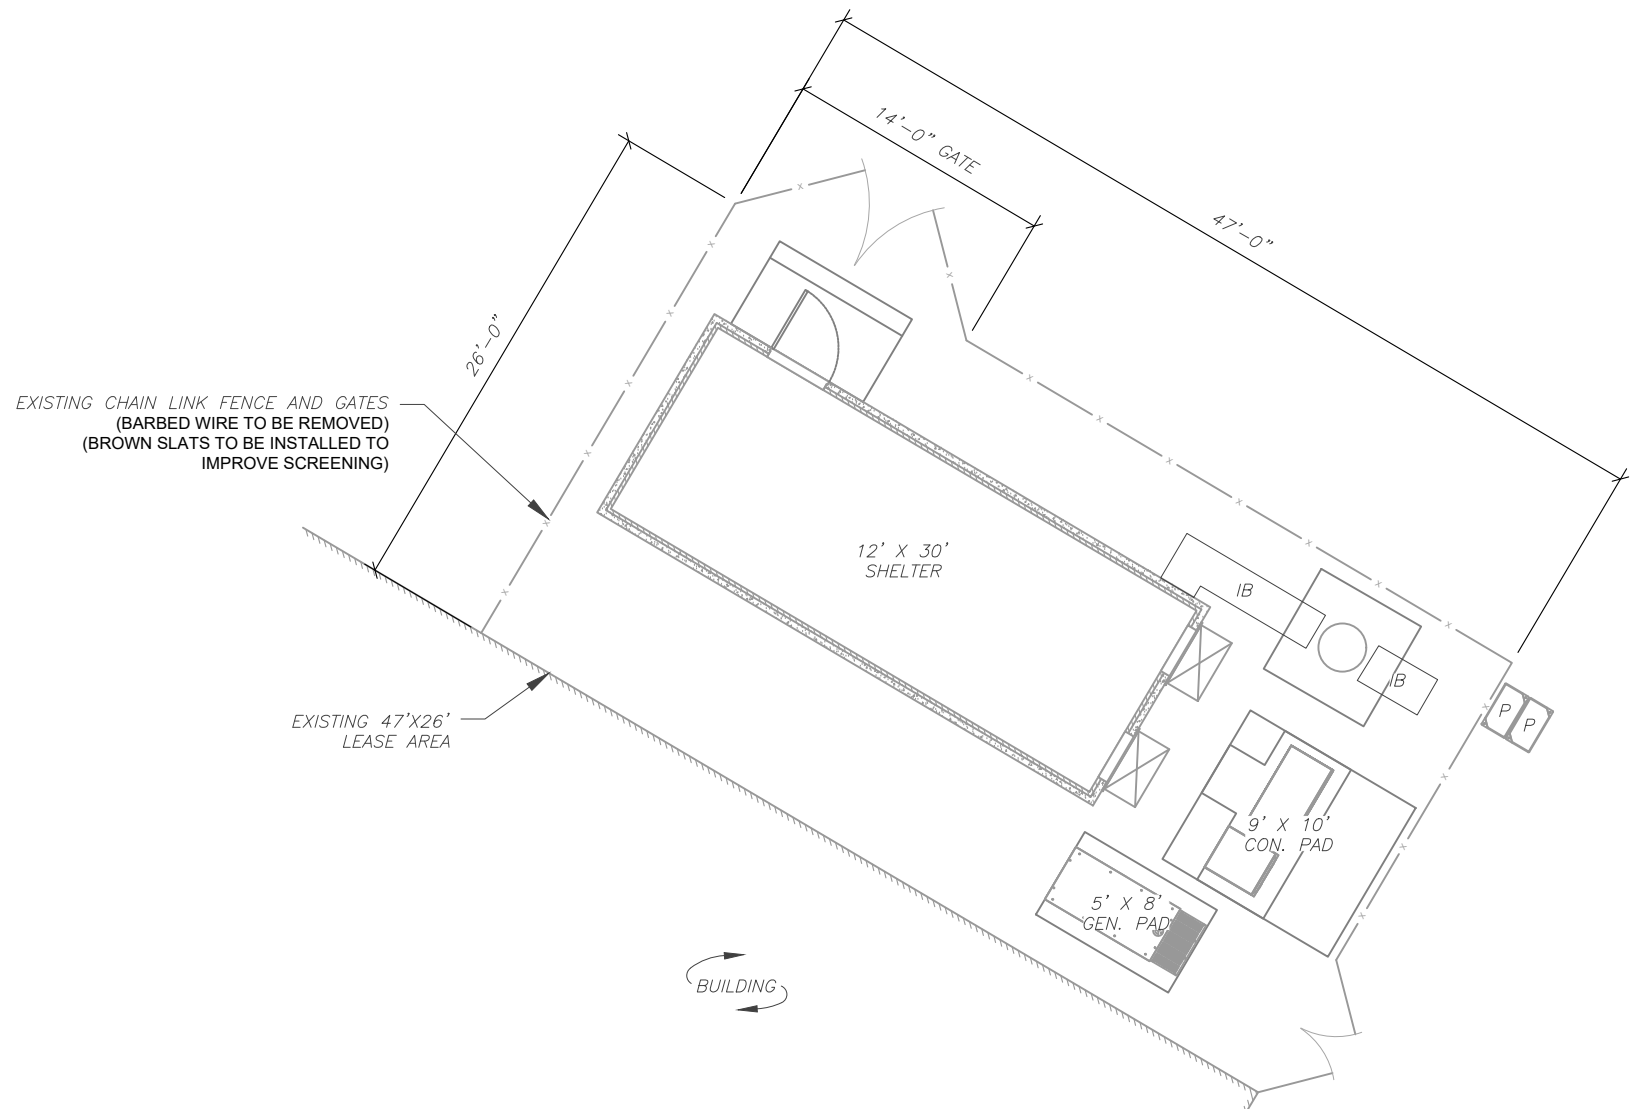 14'-0" GATE
47'-0"
26'-0"
EXISTING CHAIN LINK FENCE AND GATES
(BARBED WIRE TO BE REMOVED)
(BROWN SLATS TO BE INSTALLED TO
IMPROVE SCREENING)
12' X 30'
SHELTER
IB
IB
P
P
EXISTING 47'X26'
LEASE AREA
9' X 10'
CON. PAD
5' X 8'
GEN. PAD
BUILDING